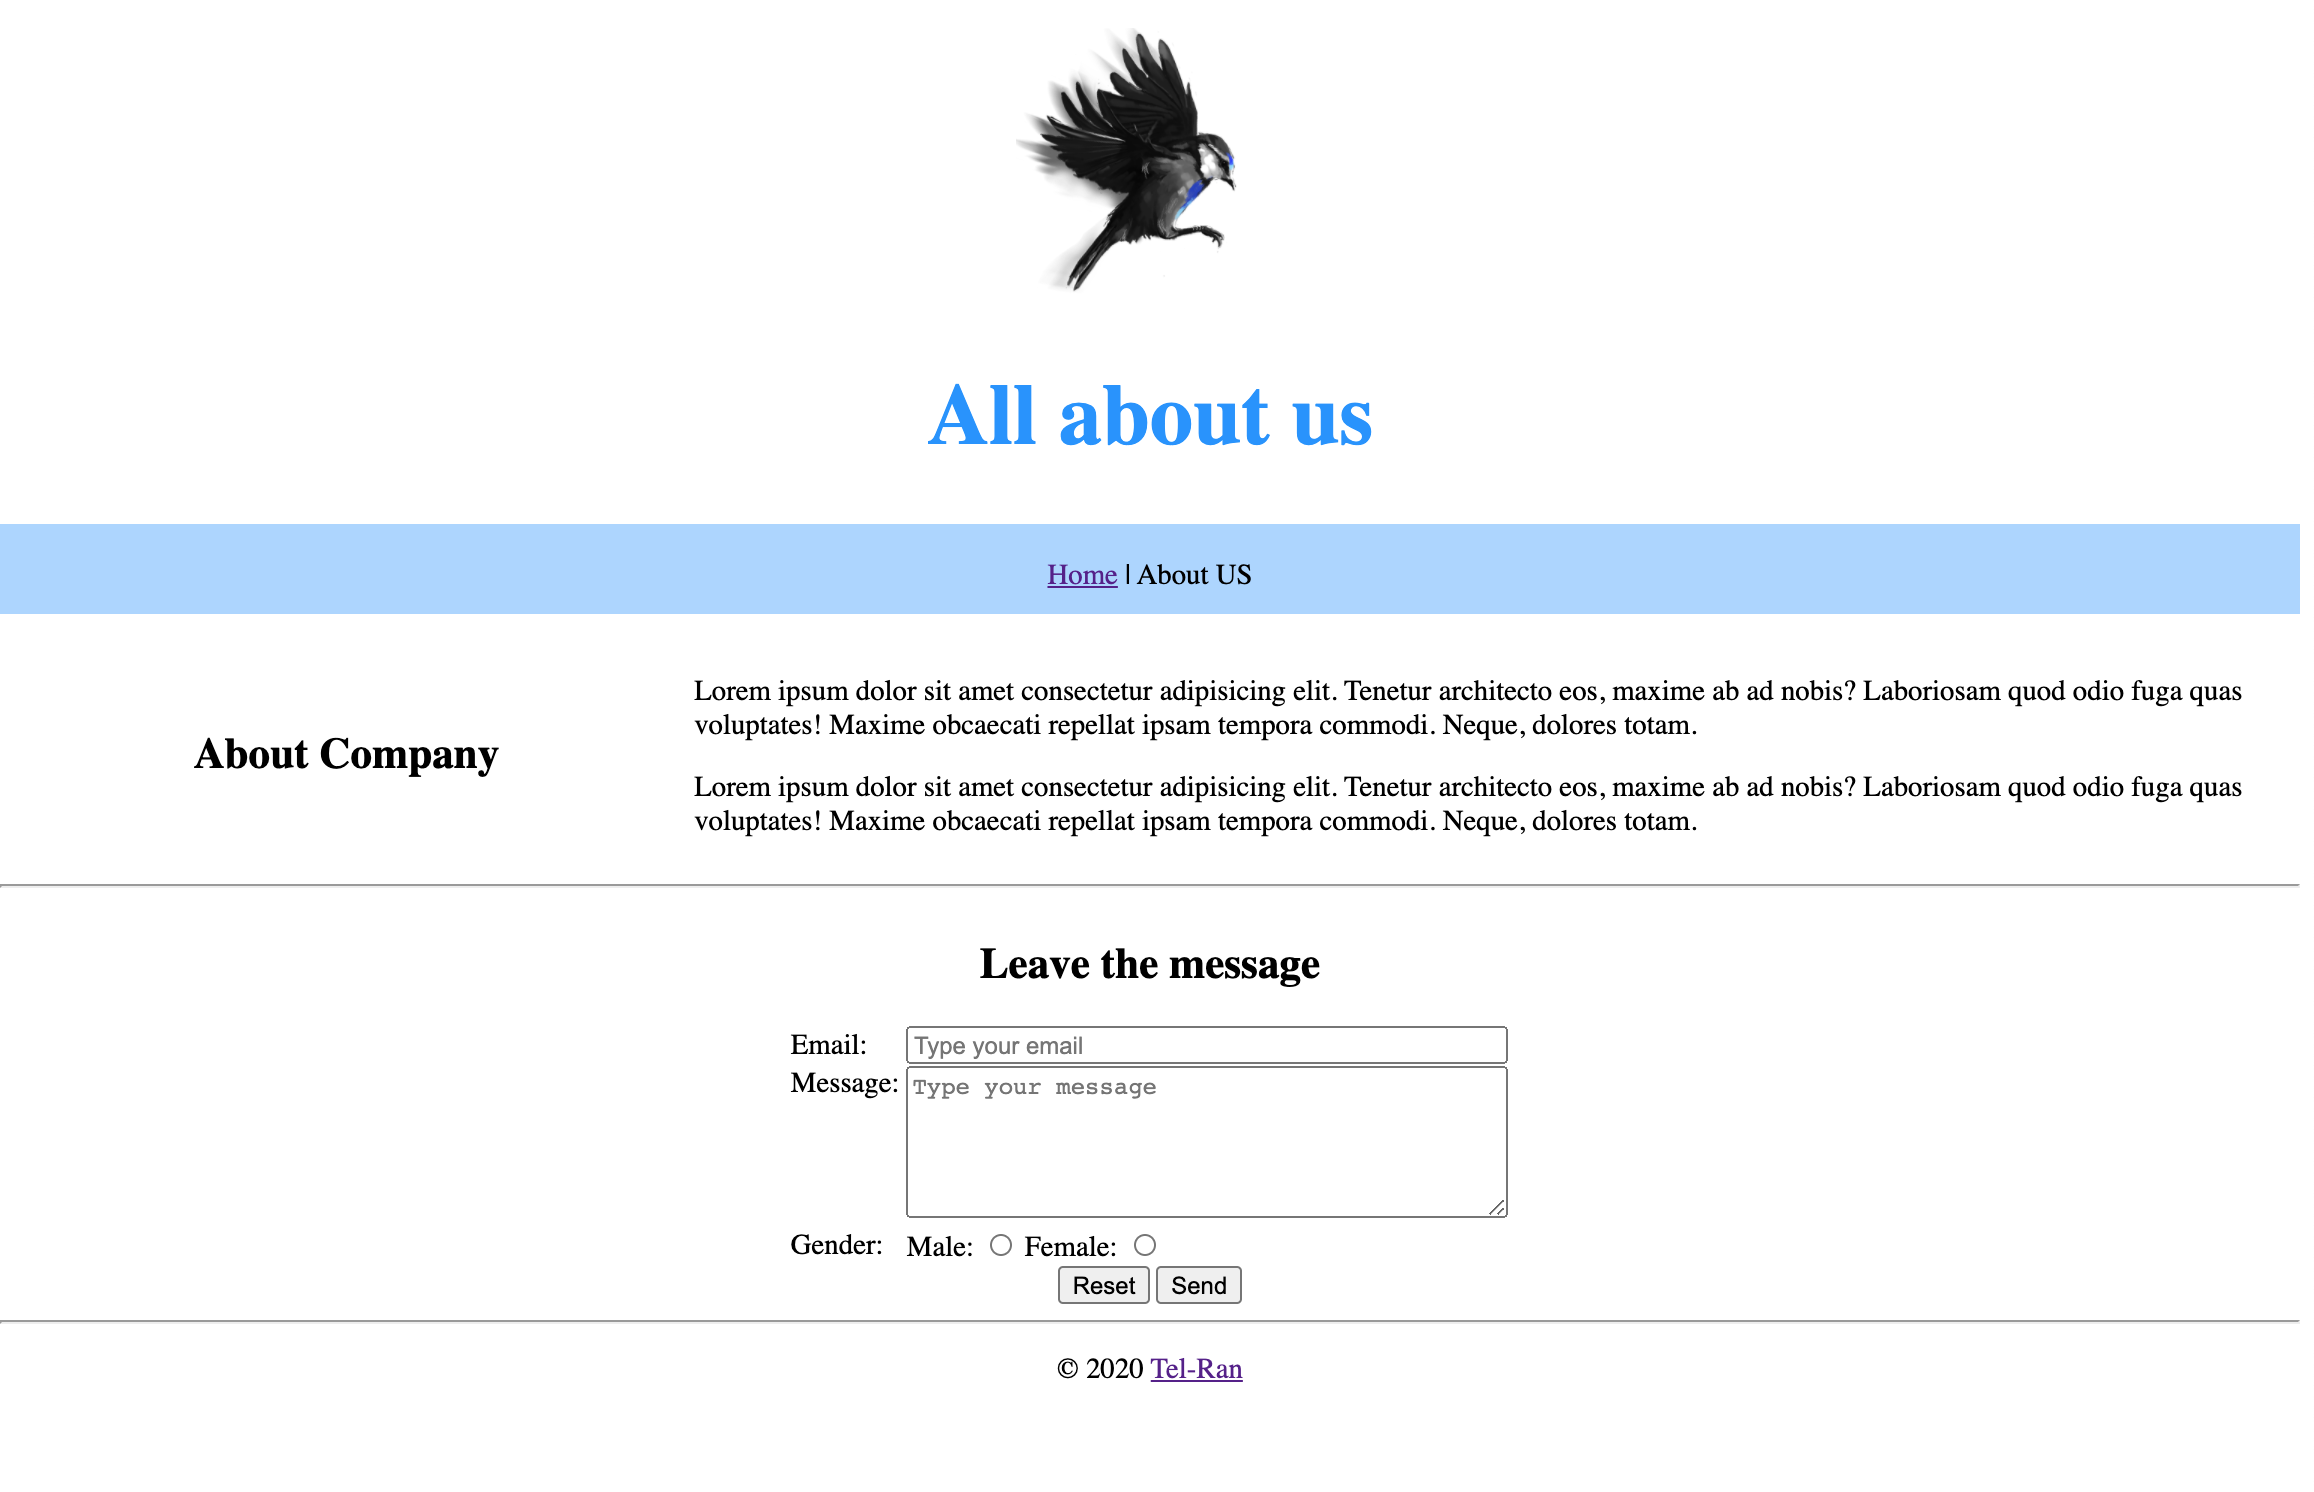 All about us
Home | About US
About Company
Lorem ipsum dolor sit amet consectetur adipisicing elit. Tenetur architecto eos, maxime ab ad nobis? Laboriosam quod odio fuga quas
voluptates! Maxime obcaecati repellat ipsam tempora commodi. Neque, dolores totam.
Lorem ipsum dolor sit amet consectetur adipisicing elit. Tenetur architecto eos, maxime ab ad nobis? Laboriosam quod odio fuga quas
voluptates! Maxime obcaecati repellat ipsam tempora commodi. Neque, dolores totam.
Leave the message
Email: Type your email
Message: Type your message
Gender: Male: Female:
Reset Send
© 2020 Tel-Ran